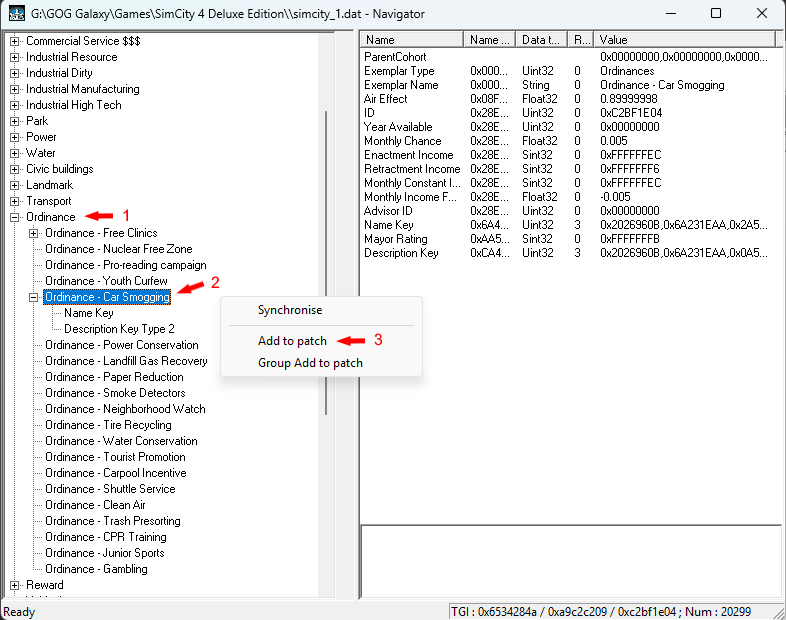 G:\GOG Galaxy\Games\SimCity 4 Deluxe Edition\\simcity_1.dat - Navigator
Commercial Service $$$
Industrial Resource
Industrial Dirty
Industrial Manufacturing
Industrial High Tech
Park
Power
Water
Civic buildings
Landmark
Transport
Ordinance 1
Ordinance - Free Clinics
Ordinance - Nuclear Free Zone
Ordinance - Pro-reading campaign
Ordinance - Youth Curfew
Ordinance - Car Smogging 2
Name Key
Description Key Type 2
Ordinance - Power Conservation
Ordinance - Landfill Gas Recovery
Ordinance - Paper Reduction
Ordinance - Smoke Detectors
Ordinance - Neighborhood Watch
Ordinance - Tire Recycling
Ordinance - Water Conservation
Ordinance - Tourism Promotion
Ordinance - Carpool Incentive
Ordinance - Shuttle Service
Ordinance - Clean Air
Ordinance - Trash Presorting
Ordinance - CPR Training
Ordinance - Junior Sports
Ordinance - Gambling
Reward
Synchronise
Add to patch 3
Group Add to patch
Name Name ... Data t... R... Value
ParentCohort 0x00000000,0x00000000,0x0000...
Exemplar Type 0x000... Uint32 0 Ordinances
Exemplar Name 0x000... String 0 Ordinance - Car Smogging
Air Effect 0x08F... Float32 0 0.89999998
ID 0x28E... Uint32 0 0xC2BF1E04
Year Available 0x28E... Uint32 0 0x00000000
Monthly Chance 0x28E... Float32 0 0.005
Enactment Income 0x28E... Sint32 0 0xFFFFFFEC
Retractment Income 0x28E... Sint32 0 0xFFFFFFF6
Monthly Constant I... 0x28E... Sint32 0 0xFFFFFFEC
Monthly Income F... 0x28E... Float32 0 -0.005
Advisor ID 0x28E... Uint32 0 0x00000000
Name Key 0x6A4... Uint32 3 0x2026960B,0x6A231EAA,0x2A5...
Mayor Rating 0xAA5... Sint32 0 0xFFFFFFFB
Description Key 0xCA4... Uint32 3 0x2026960B,0x6A231EAA,0x0A5...
Ready
TGI : 0x6534284a / 0xa9c2c209 / 0xc2bf1e04 ; Num : 20299